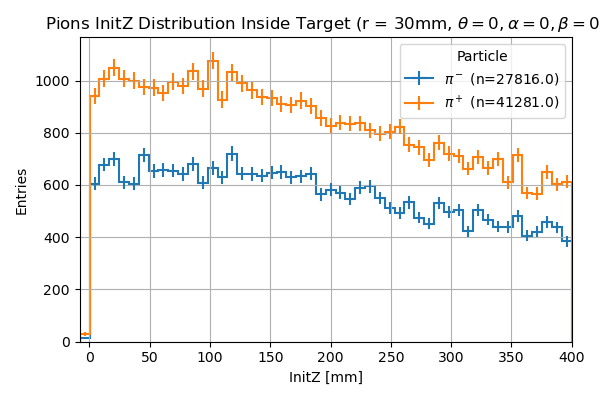 Pions InitZ Distribution Inside Target (r = 30mm, θ = 0, α = 0, β = 0
Particle
π⁻ (n=27816.0)
π⁺ (n=41281.0)
1000
800
600
400
200
0
Entries
0 50 100 150 200 250 300 350 400
InitZ [mm]